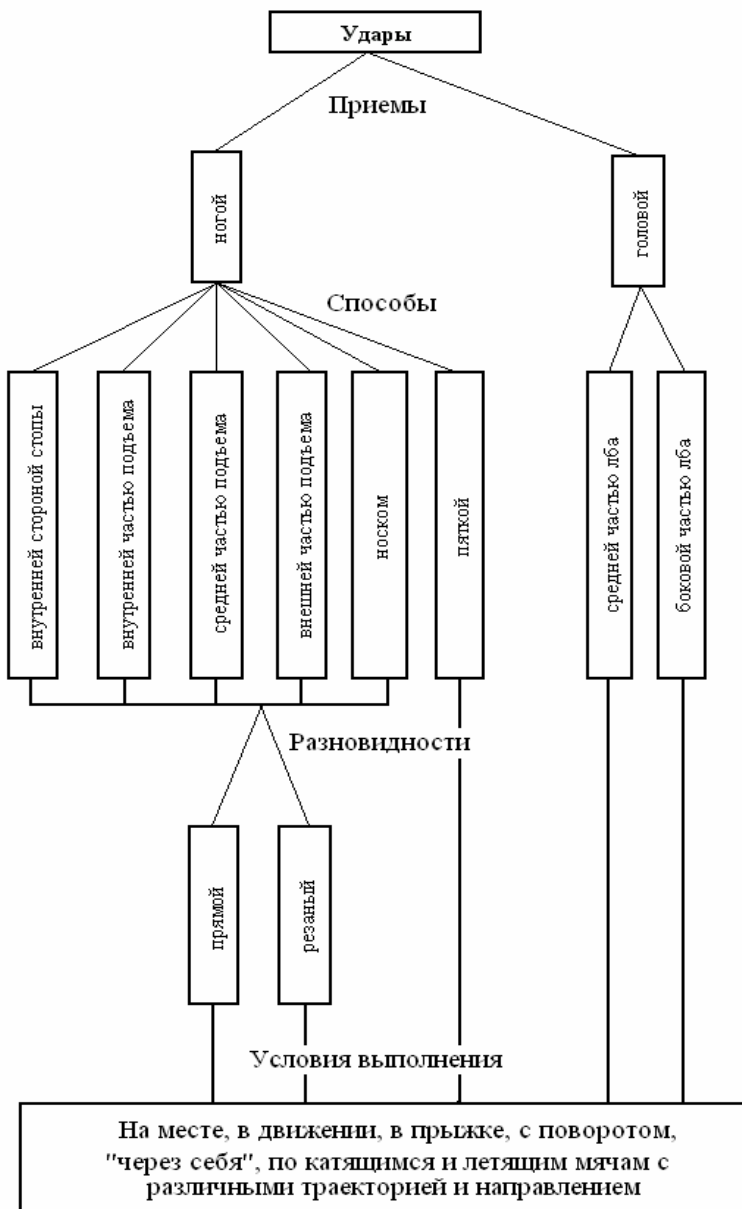 Удары
Приемы
ногой
головой
Способы
внутренней стороной стопы
внутренней частью подъема
средней частью подъема
внешней частью подъема
носком
пяткой
средней частью лба
боковой частью лба
Разновидности
прямой
резаный
Условия выполнения
На месте, в движении, в прыжке, с поворотом,
"через себя", по катящимся и летящим мячам с
различными траекторией и направлением